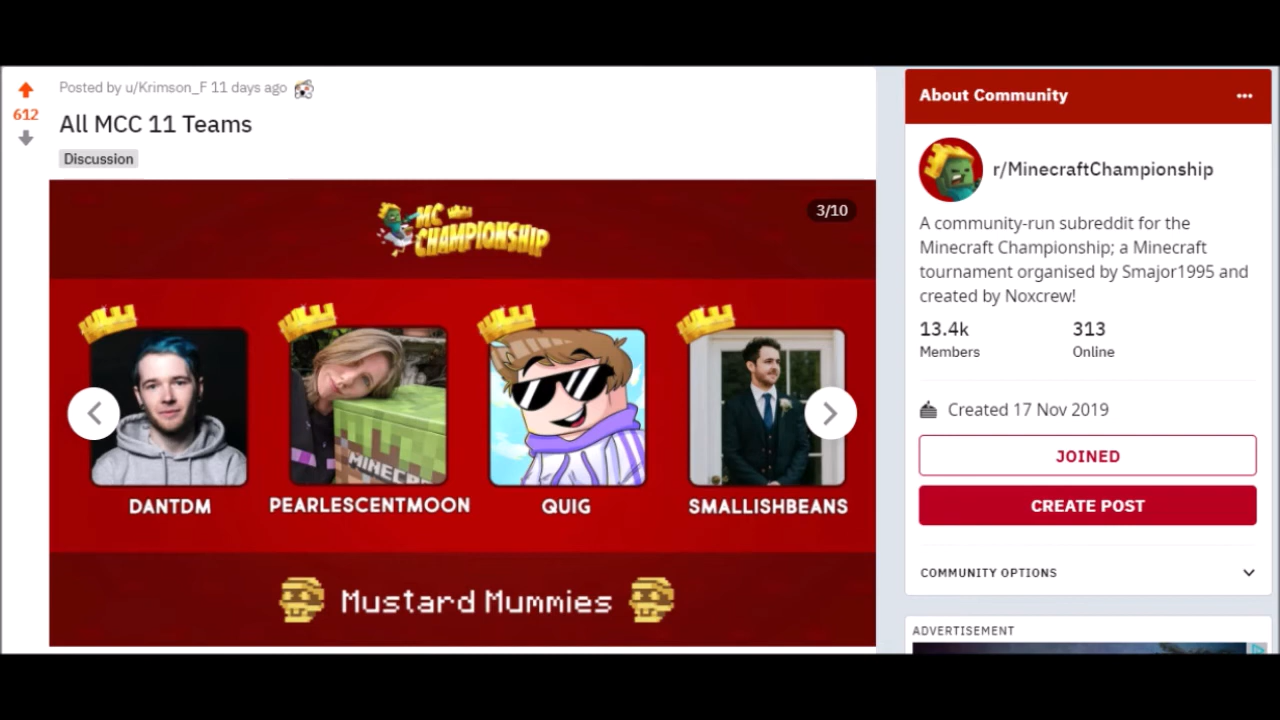 Posted by u/Krimson_F 11 days ago
612
All MCC 11 Teams
Discussion
MC
CHAMPIONSHIP
3/10
DANTDM
PEARLESCENTMOON
QUIG
SMALLISHBEANS
MINECR
Mustard Mummies
About Community
r/MinecraftChampionship
A community-run subreddit for the
Minecraft Championship; a Minecraft
tournament organised by Smajor1995 and
created by Noxcrew!
13.4k
313
Members
Online
Created 17 Nov 2019
JOINED
CREATE POST
COMMUNITY OPTIONS
ADVERTISEMENT